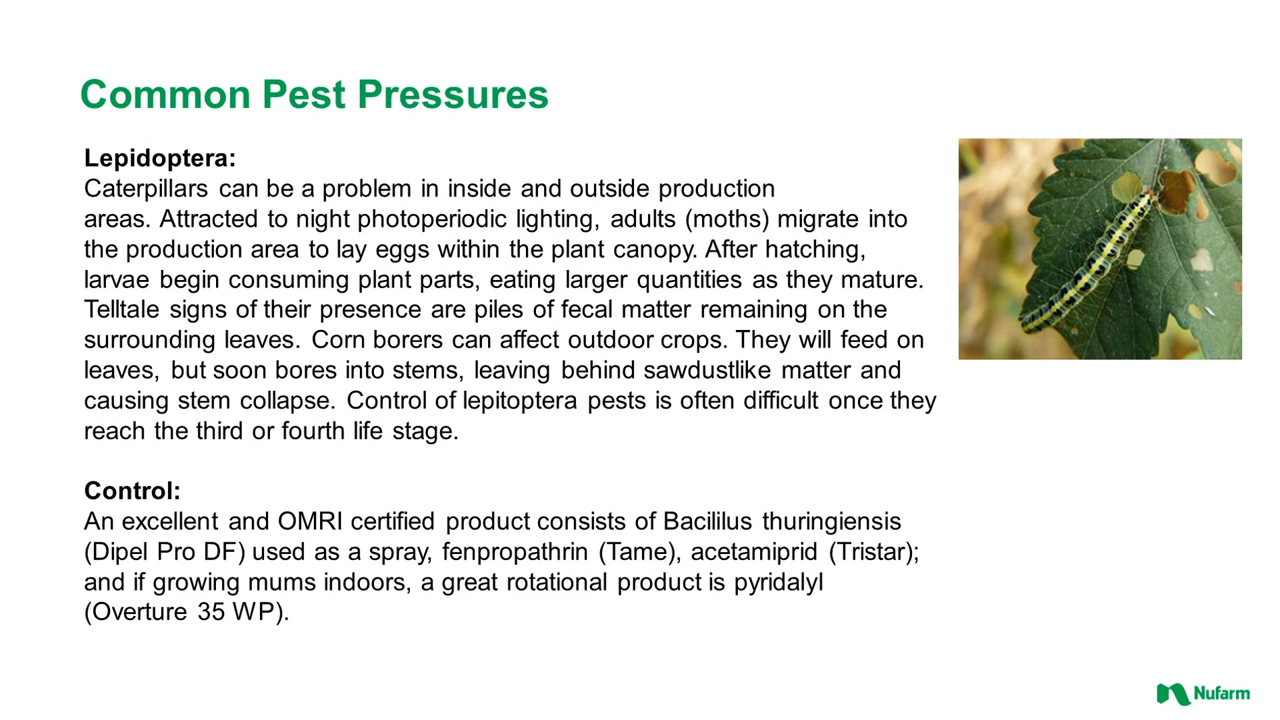 Common Pest Pressures
Lepidoptera:
Caterpillars can be a problem in inside and outside production
areas. Attracted to night photoperiodic lighting, adults (moths) migrate into
the production area to lay eggs within the plant canopy. After hatching,
larvae begin consuming plant parts, eating larger quantities as they mature.
Telltale signs of their presence are piles of fecal matter remaining on the
surrounding leaves. Corn borers can affect outdoor crops. They will feed on
leaves, but soon bores into stems, leaving behind sawdustlike matter and
causing stem collapse. Control of lepitoptera pests is often difficult once they
reach the third or fourth life stage.
Control:
An excellent and OMRI certified product consists of Bacililus thuringiensis
(Dipel Pro DF) used as a spray, fenpropathrin (Tame), acetamiprid (Tristar);
and if growing mums indoors, a great rotational product is pyridalyl
(Overture 35 WP).
Nufarm